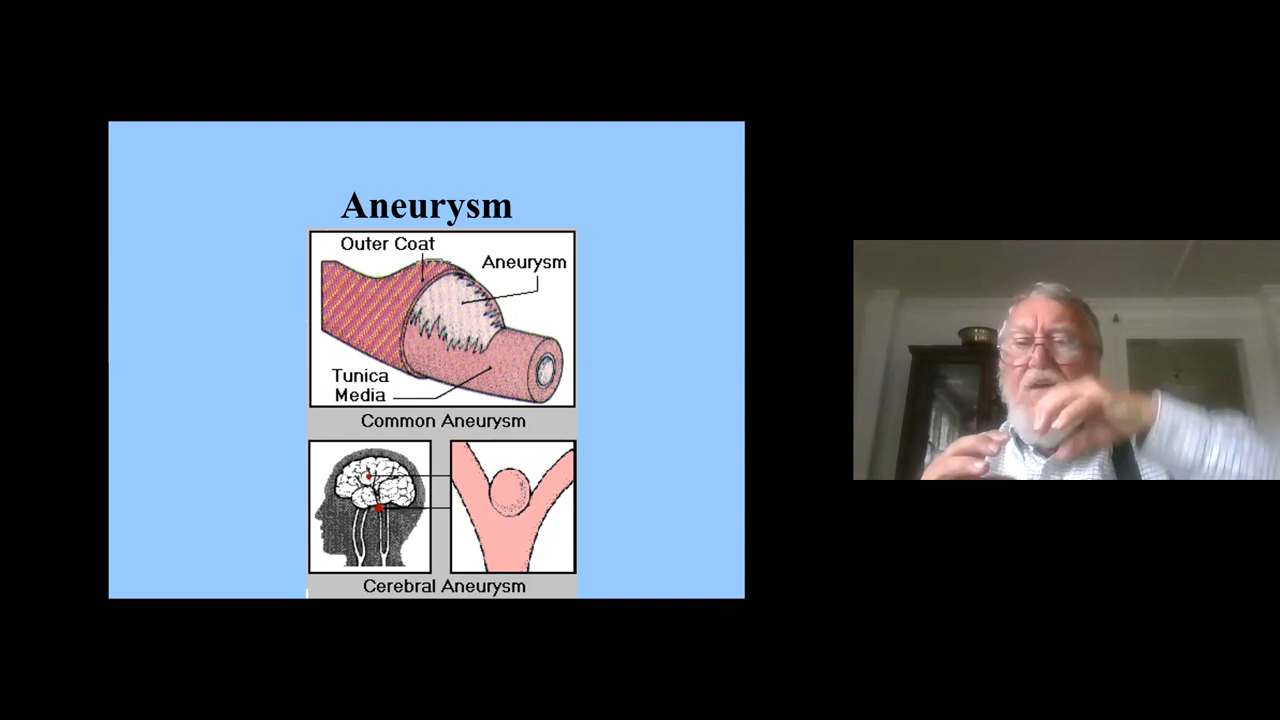 Aneurysm
Outer Coat
Aneurysm
Tunica
Media
Common Aneurysm
Cerebral Aneurysm